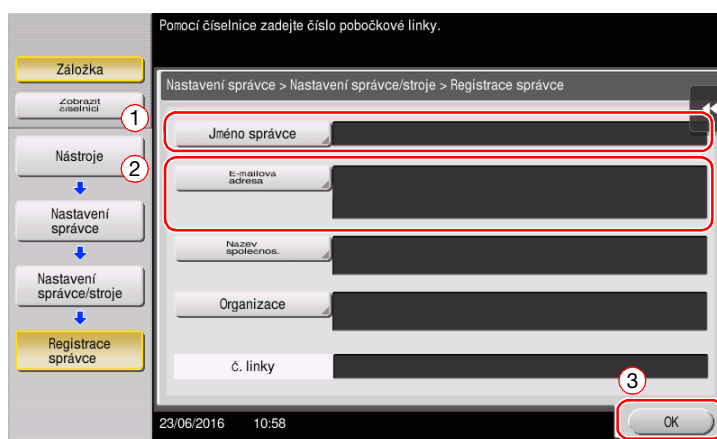 Pomocí číselnice zadejte číslo pobočkové linky.
Záložka
Zobrazit
číselnici
Nástroje
Nastavení
správce
Nastavení
správce/stroje
Registrace
správce
Nastavení správce > Nastavení správce/stroje > Registrace správce
1
Jméno správce
2
E-mailová
adresa
Název
společnos.
Organizace
č. linky
3
23/06/2016 10:58
OK